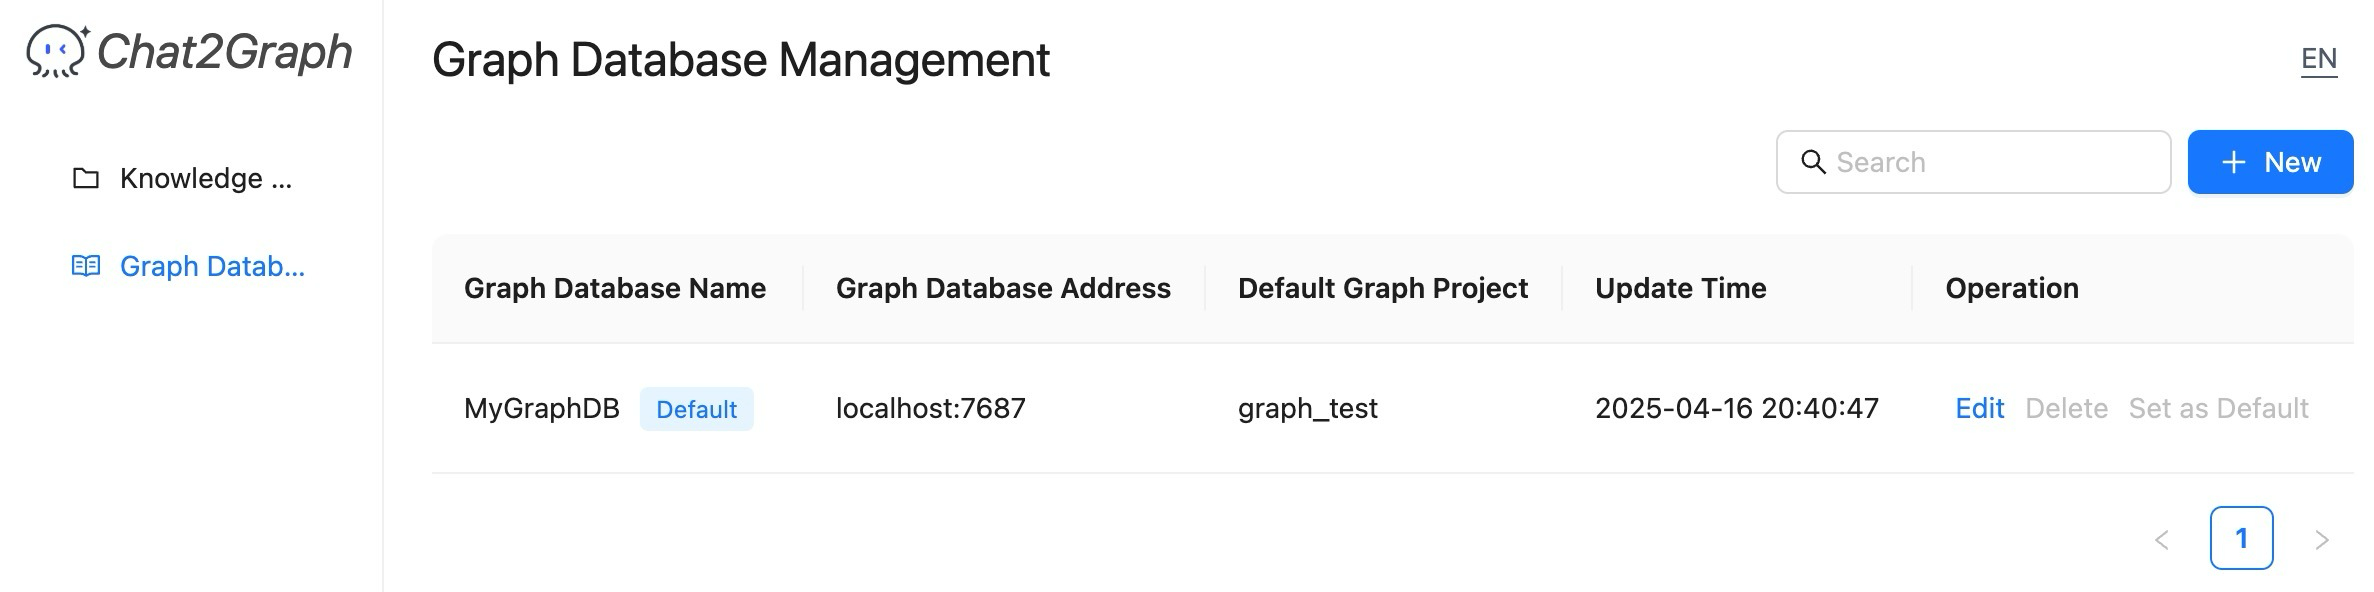 Chat2Graph
Graph Database Management
EN
Knowledge ...
Graph Datab...
Search
+ New
Graph Database Name Graph Database Address Default Graph Project Update Time Operation
MyGraphDB Default localhost:7687 graph_test 2025-04-16 20:40:47 Edit Delete Set as Default
< 1 >